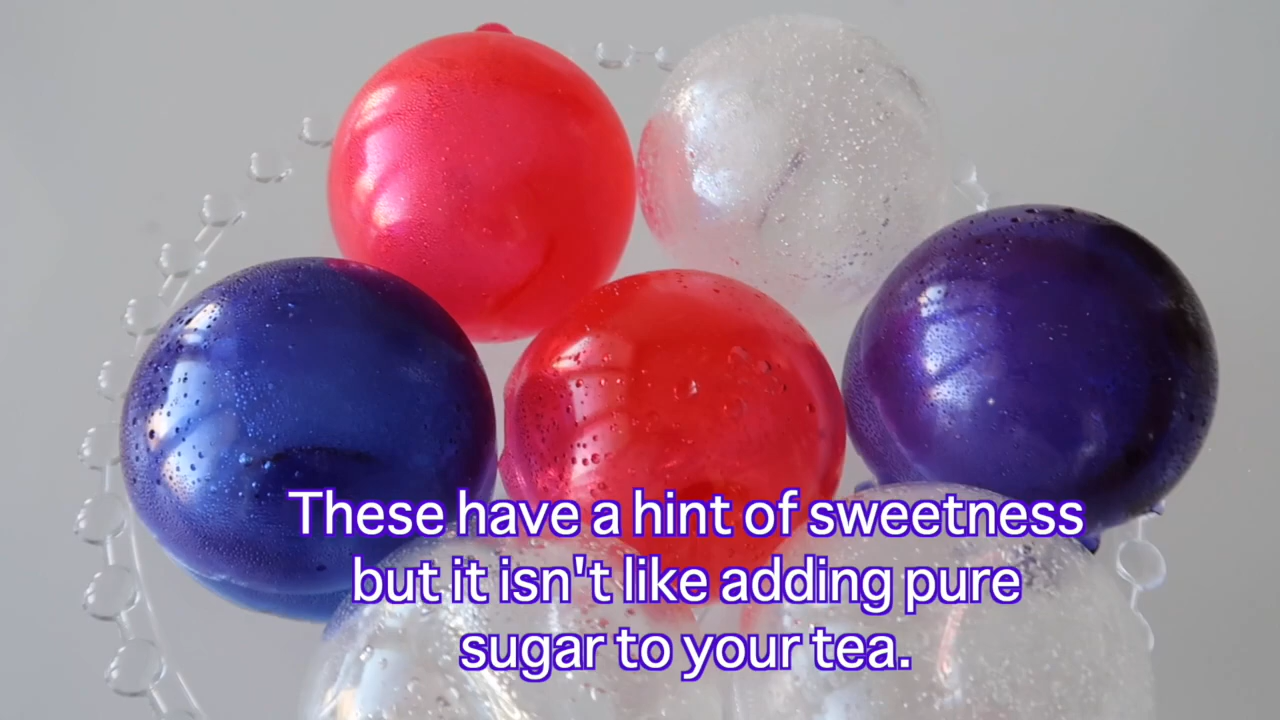 These have a hint of sweetness
but it isn't like adding pure
sugar to your tea.